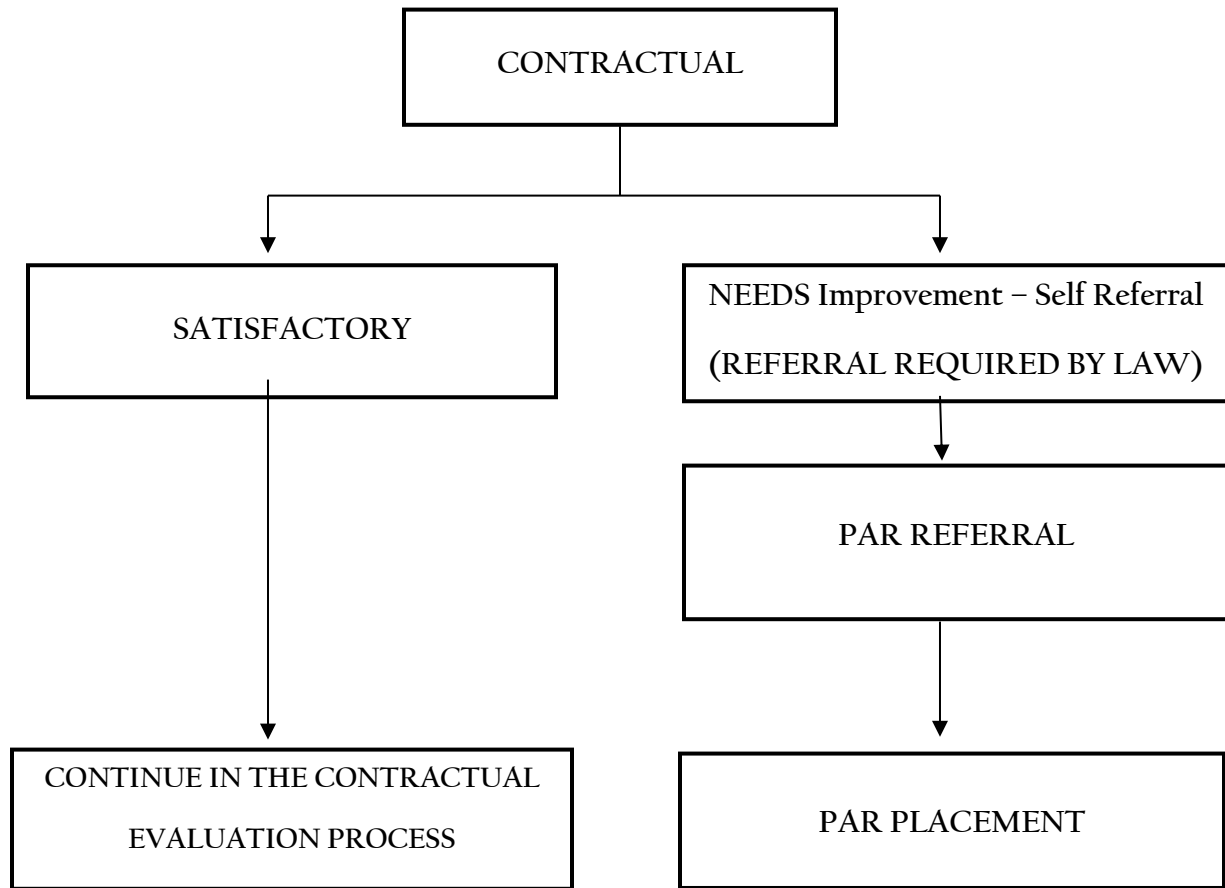 CONTRACTUAL
SATISFACTORY
NEEDS Improvement – Self Referral
(REFERRAL REQUIRED BY LAW)
PAR REFERRAL
CONTINUE IN THE CONTRACTUAL
EVALUATION PROCESS
PAR PLACEMENT